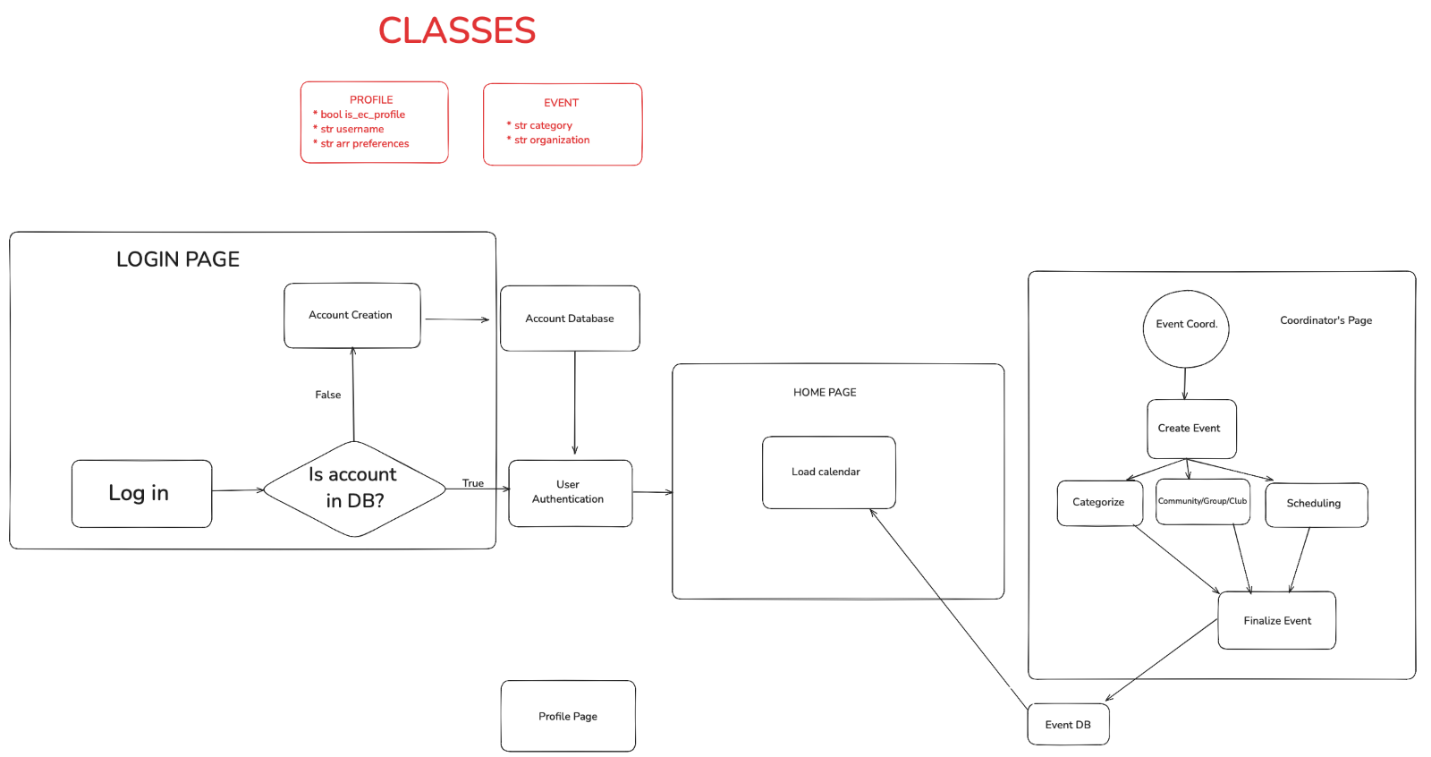 CLASSES
PROFILE
* bool is_ec_profile
* str username
* str arr preferences
EVENT
* str category
* str organization
LOGIN PAGE
Account Creation
Account Database
False
Log in
Is account
in DB?
True
User
Authentication
HOME PAGE
Load calendar
Event Coord.
Coordinator's Page
Create Event
Categorize
Community/Group/Club
Scheduling
Finalize Event
Profile Page
Event DB